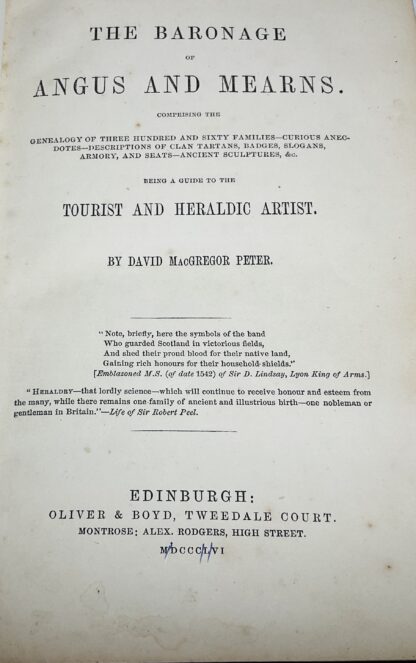 THE BARONAGE
OF
ANGUS AND MEARNS.
COMPRISING THE
GENEALOGY OF THREE HUNDRED AND SIXTY FAMILIES—CURIOUS ANEC-
DOTES—DESCRIPTIONS OF CLAN TARTANS, BADGES, SLOGANS,
ARMORY, AND SEATS—ANCIENT SCULPTURES, &c.
BEING A GUIDE TO THE
TOURIST AND HERALDIC ARTIST.
BY DAVID MACGREGOR PETER.
"Note, briefly, here the symbols of the band
Who guarded Scotland in victorious fields,
And shed their proud blood for their native land,
Gaining rich honours for their household-shields."
[Emblazoned M.S. (of date 1542) of Sir D. Lindsay, Lyon King of Arms.]
"HERALDRY—that lordly science—which will continue to receive honour and esteem from
the many, while there remains one family of ancient and illustrious birth—one nobleman or
gentleman in Britain."—Life of Sir Robert Peel.
EDINBURGH:
OLIVER & BOYD, TWEEDALE COURT.
MONTROSE: ALEX. RODGERS, HIGH STREET.
MDCCCLVI